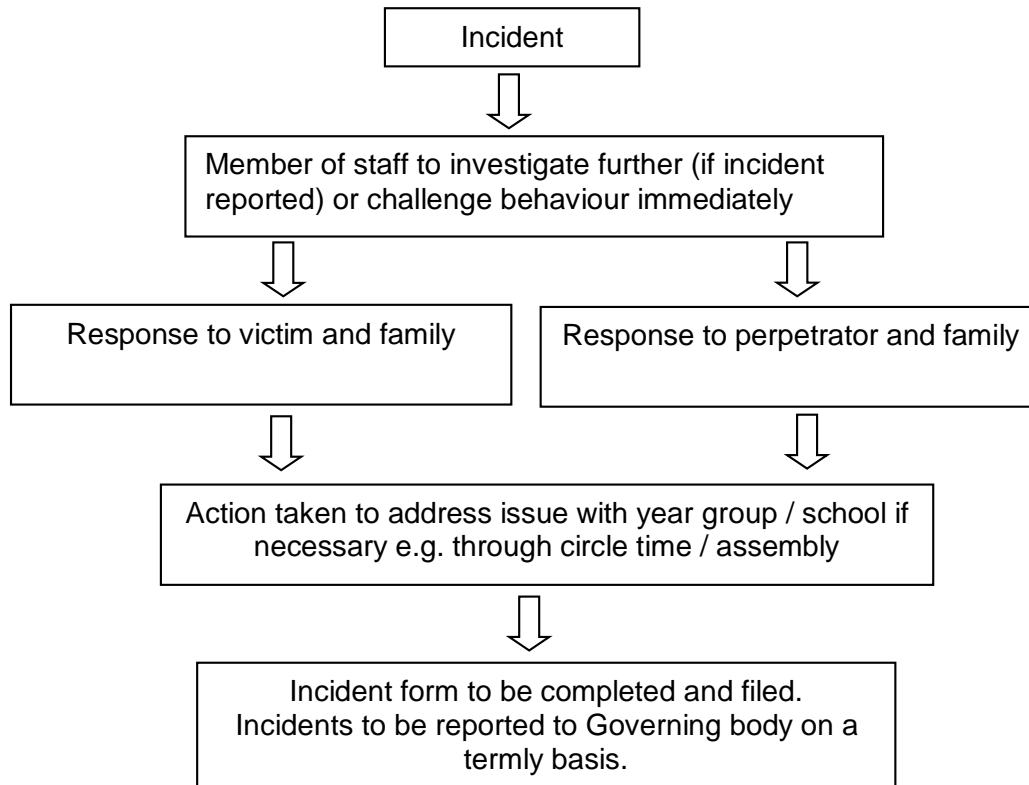 Incident
Member of staff to investigate further (if incident
reported) or challenge behaviour immediately
Response to victim and family
Response to perpetrator and family
Action taken to address issue with year group / school if
necessary e.g. through circle time / assembly
Incident form to be completed and filed.
Incidents to be reported to Governing body on a
termly basis.